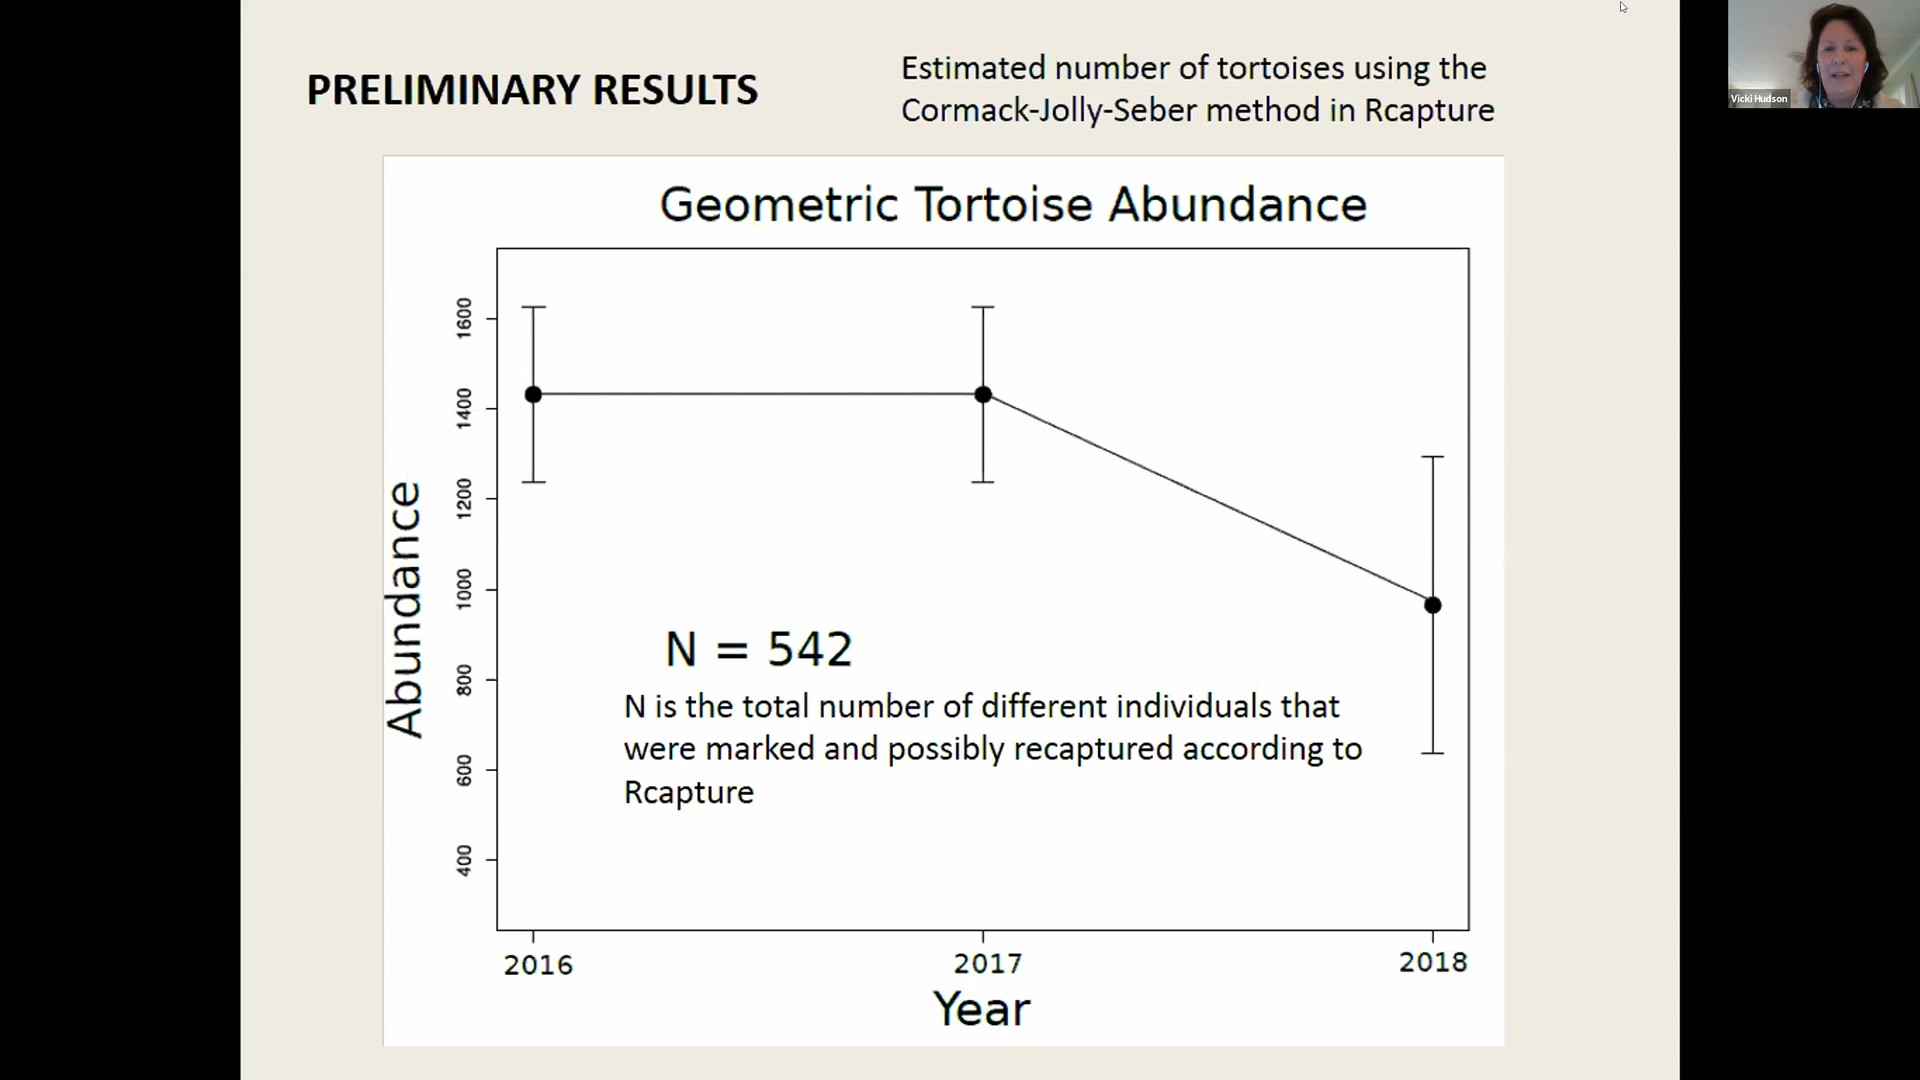 PRELIMINARY RESULTS
Estimated number of tortoises using the
Cormack-Jolly-Seber method in Rcapture
Vicki Hudson
Geometric Tortoise Abundance
Abundance
1600
1400
1200
1000
800
600
400
N = 542
N is the total number of different individuals that
were marked and possibly recaptured according to
Rcapture
2016
2017
2018
Year